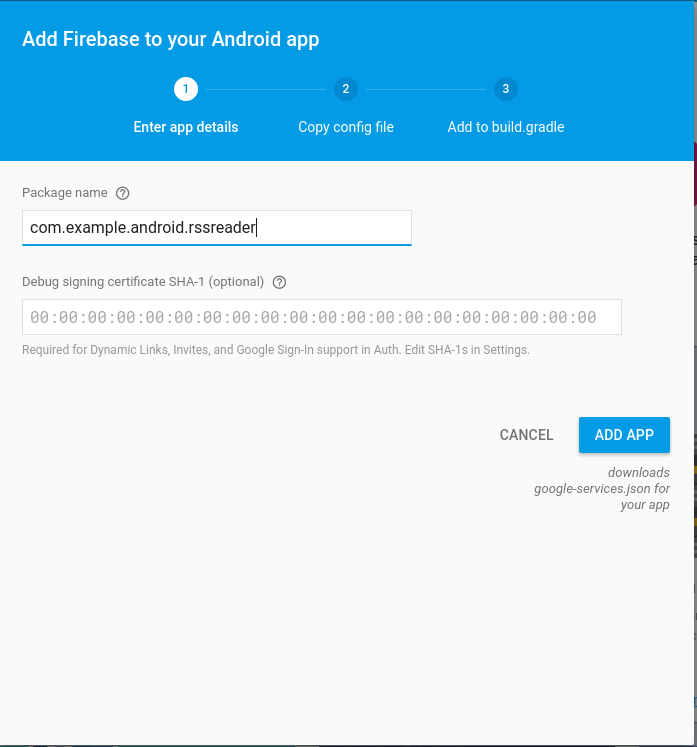 Add Firebase to your Android app
1 2 3
Enter app details Copy config file Add to build.gradle
Package name ?
com.example.android.rssreader
Debug signing certificate SHA-1 (optional) ?
00:00:00:00:00:00:00:00:00:00:00:00:00:00:00:00:00:00:00:00
Required for Dynamic Links, Invites, and Google Sign-In support in Auth. Edit SHA-1s in Settings.
CANCEL ADD APP
downloads
google-services.json for
your app